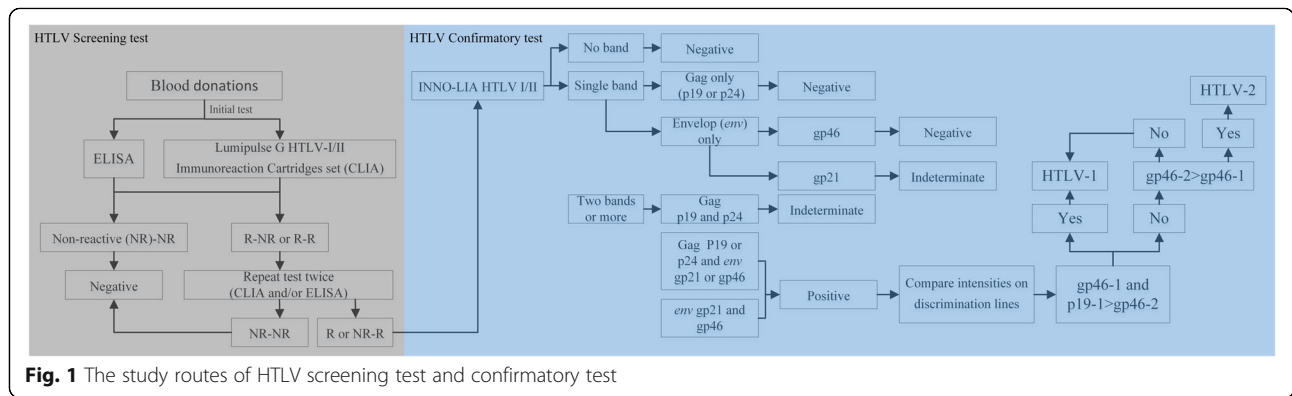 HTLV Screening test
Blood donations
Initial test
ELISA
Lumipulse G HTLV-I/II
Immunoreaction Cartridges set (CLIA)
Non-reactive (NR)-NR
R-NR or R-R
Negative
Repeat test twice
(CLIA and/or ELISA)
NR-NR
R or NR-R
HTLV Confirmatory test
INNO-LIA HTLV I/II
No band
Negative
Single band
Gag only
(p19 or p24)
Negative
Envelop (env)
only
gp46
Negative
gp21
Indeterminate
Two bands
or more
Gag
p19 and p24
Indeterminate
Gag P19 or
p24 and env
gp21 or gp46
env gp21 and
gp46
Positive
Compare intensities on
discrimination lines
gp46-1 and
p19-1>gp46-2
Yes
No
HTLV-1
gp46-2>gp46-1
No
Yes
HTLV-2
Fig. 1 The study routes of HTLV screening test and confirmatory test